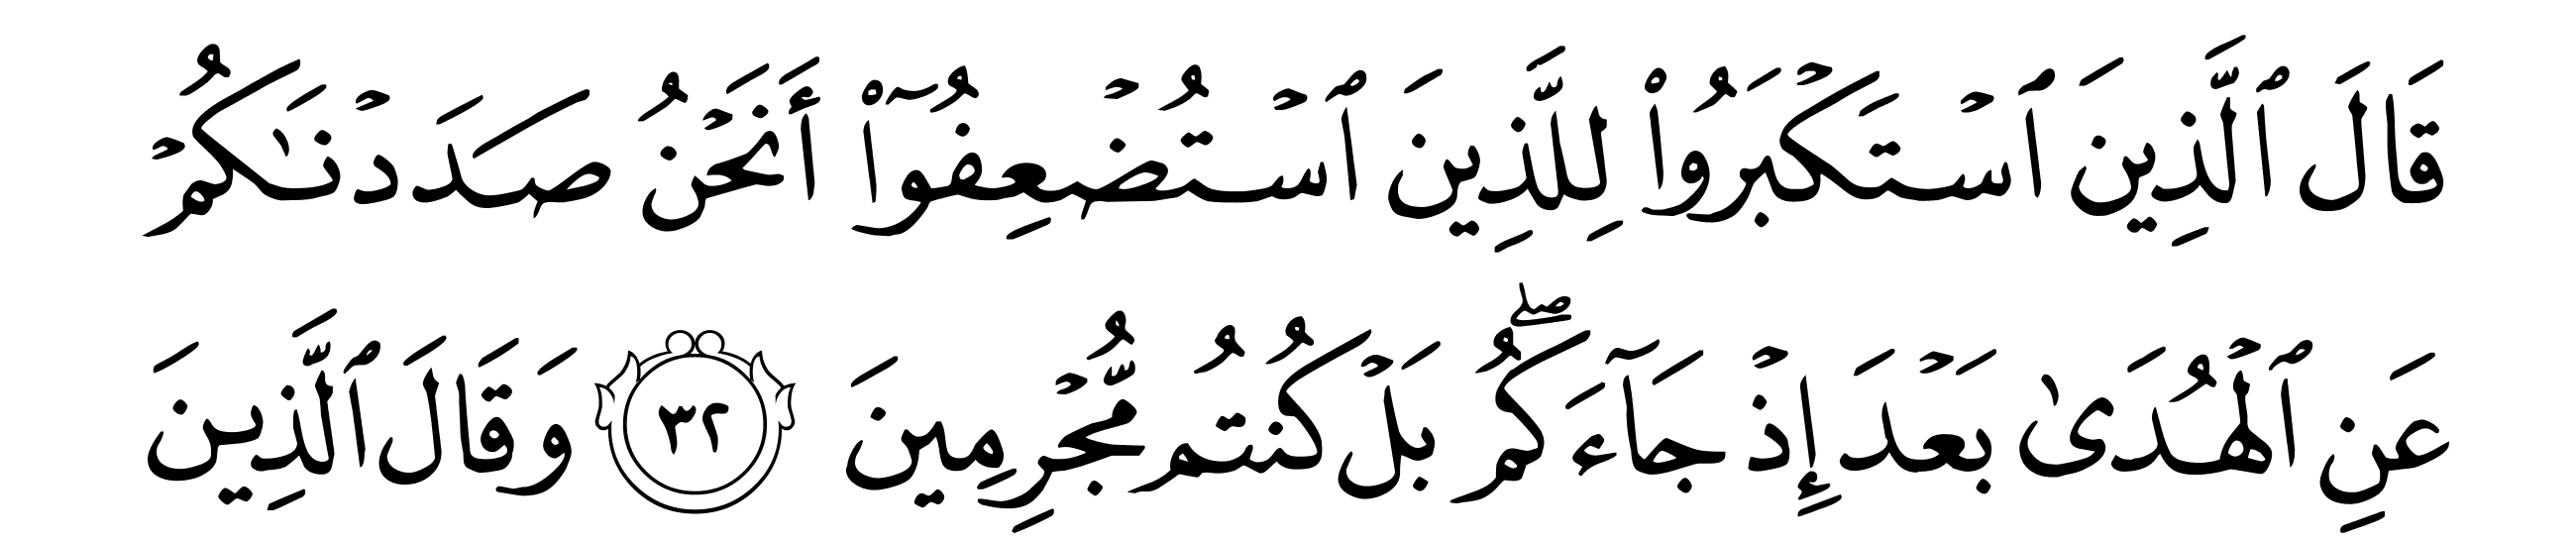 قَالَ ٱلَّذِينَ ٱسۡتَكۡبَرُواْ لِلَّذِينَ ٱسۡتُضۡعِفُوٓاْ أَنَحۡنُ صَدَدۡنَٰكُمۡ
عَنِ ٱلۡهُدَىٰ بَعۡدَ إِذۡ جَآءَكُمۖ بَلۡ كُنتُم مُّجۡرِمِينَ ٣٢ وَقَالَ ٱلَّذِينَ